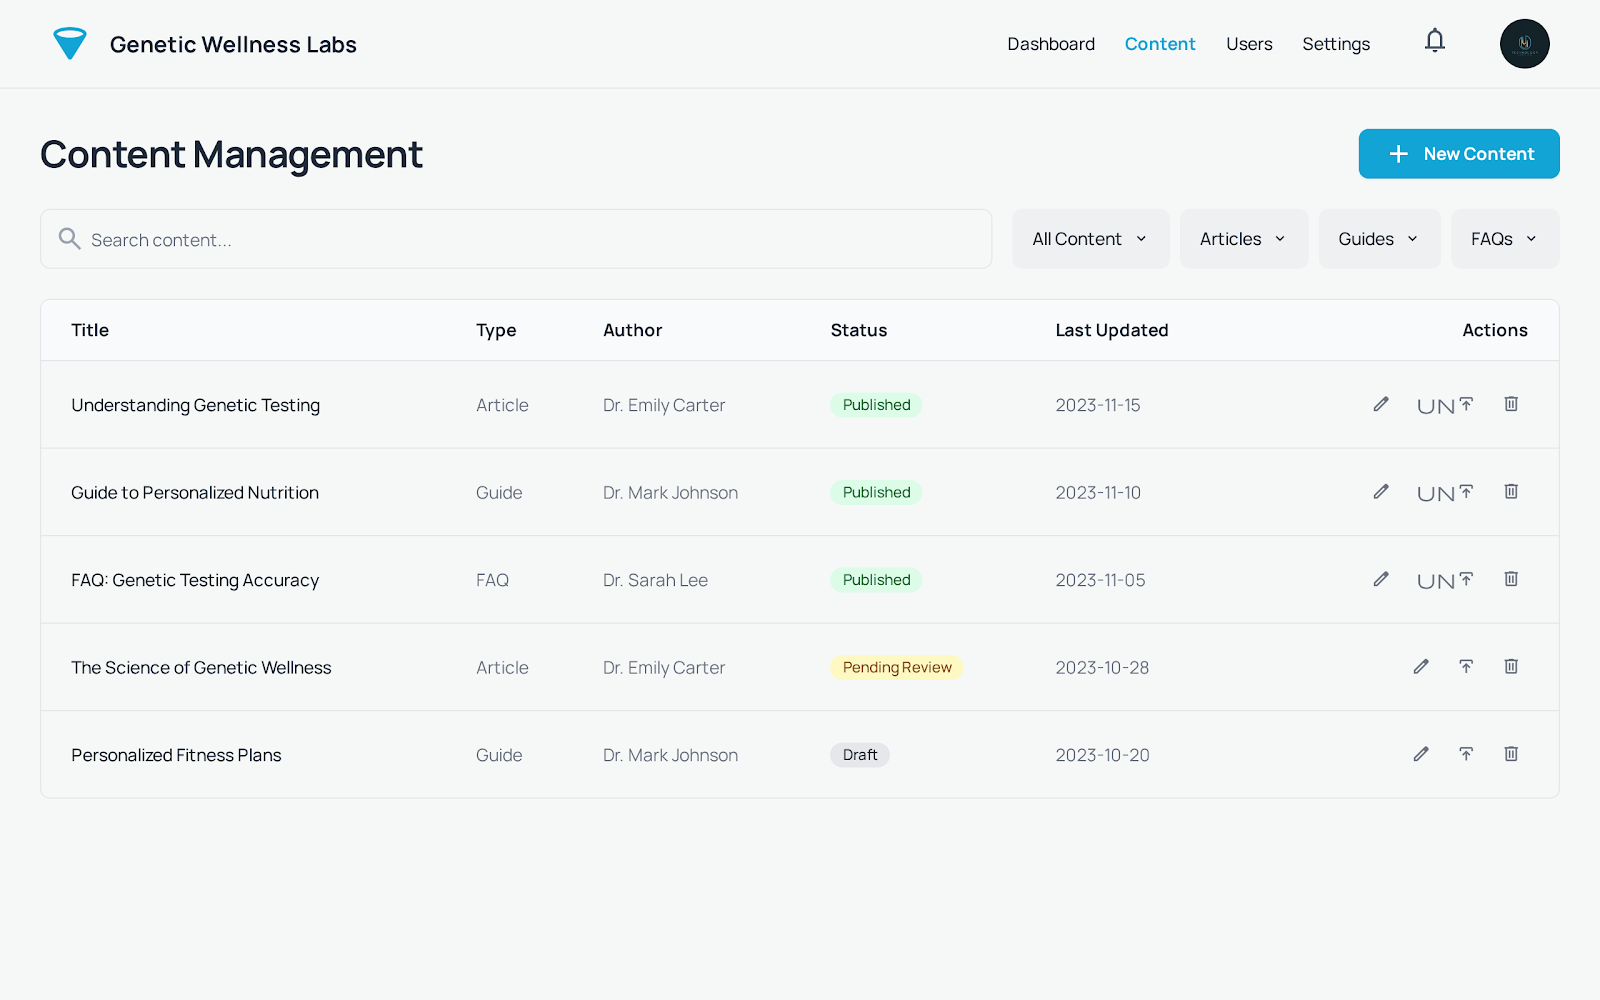 Genetic Wellness Labs
Dashboard Content Users Settings
Content Management
New Content
Search content...
All Content Articles Guides FAQs
Title Type Author Status Last Updated Actions
Understanding Genetic Testing Article Dr. Emily Carter Published 2023-11-15 UN
Guide to Personalized Nutrition Guide Dr. Mark Johnson Published 2023-11-10 UN
FAQ: Genetic Testing Accuracy FAQ Dr. Sarah Lee Published 2023-11-05 UN
The Science of Genetic Wellness Article Dr. Emily Carter Pending Review 2023-10-28
Personalized Fitness Plans Guide Dr. Mark Johnson Draft 2023-10-20